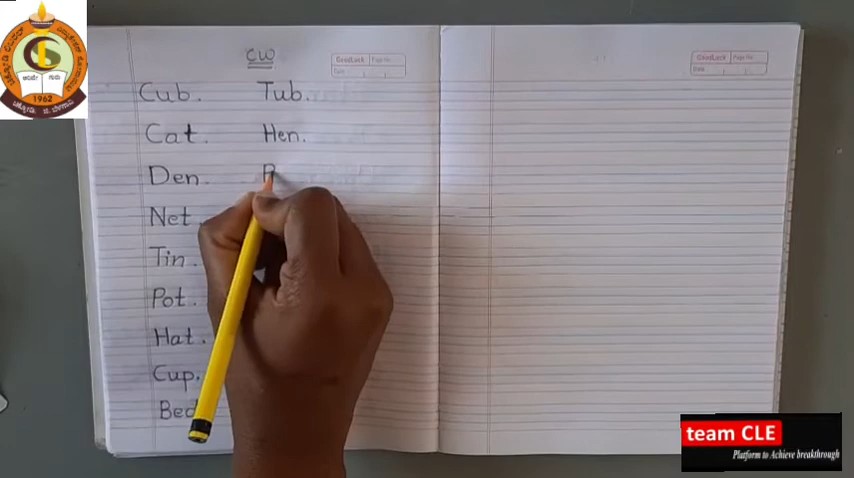 CW
GoodLuck Page No.
Date
GoodLuck Page No.
Date
Cub. Tub.
Cat. Hen.
Den.
Net
Tin.
Pot.
Hat.
Cup.
Bed
1962
team CLE
Platform to Achieve breakthrough